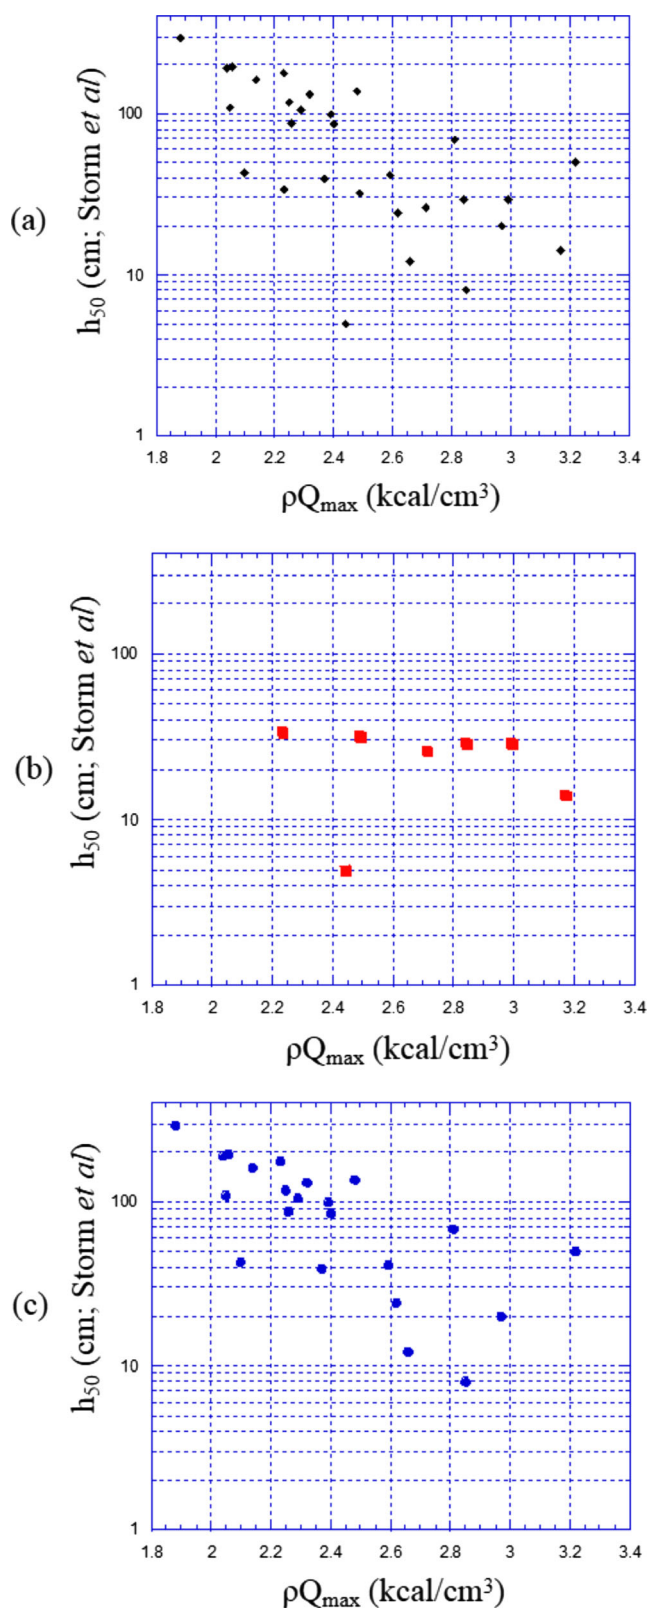 (a)
h₅₀ (cm; Storm et al)
100
10
1
1.8 2 2.2 2.4 2.6 2.8 3 3.2 3.4
ρQmax (kcal/cm³)
(b)
h₅₀ (cm; Storm et al)
100
10
1
1.8 2 2.2 2.4 2.6 2.8 3 3.2 3.4
ρQmax (kcal/cm³)
(c)
h₅₀ (cm; Storm et al)
100
10
1
1.8 2 2.2 2.4 2.6 2.8 3 3.2 3.4
ρQmax (kcal/cm³)